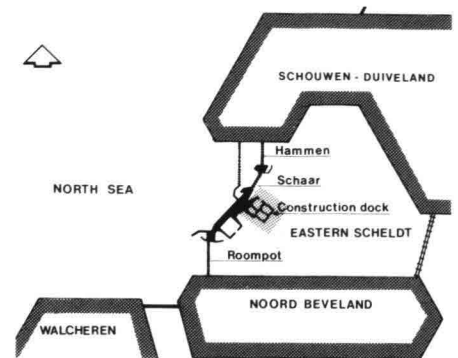 SCHOUWEN - DUIVELAND
Hammen
Schaar
NORTH SEA
Construction dock
EASTERN SCHELDT
Roompot
NOORD BEVELAND
WALCHEREN